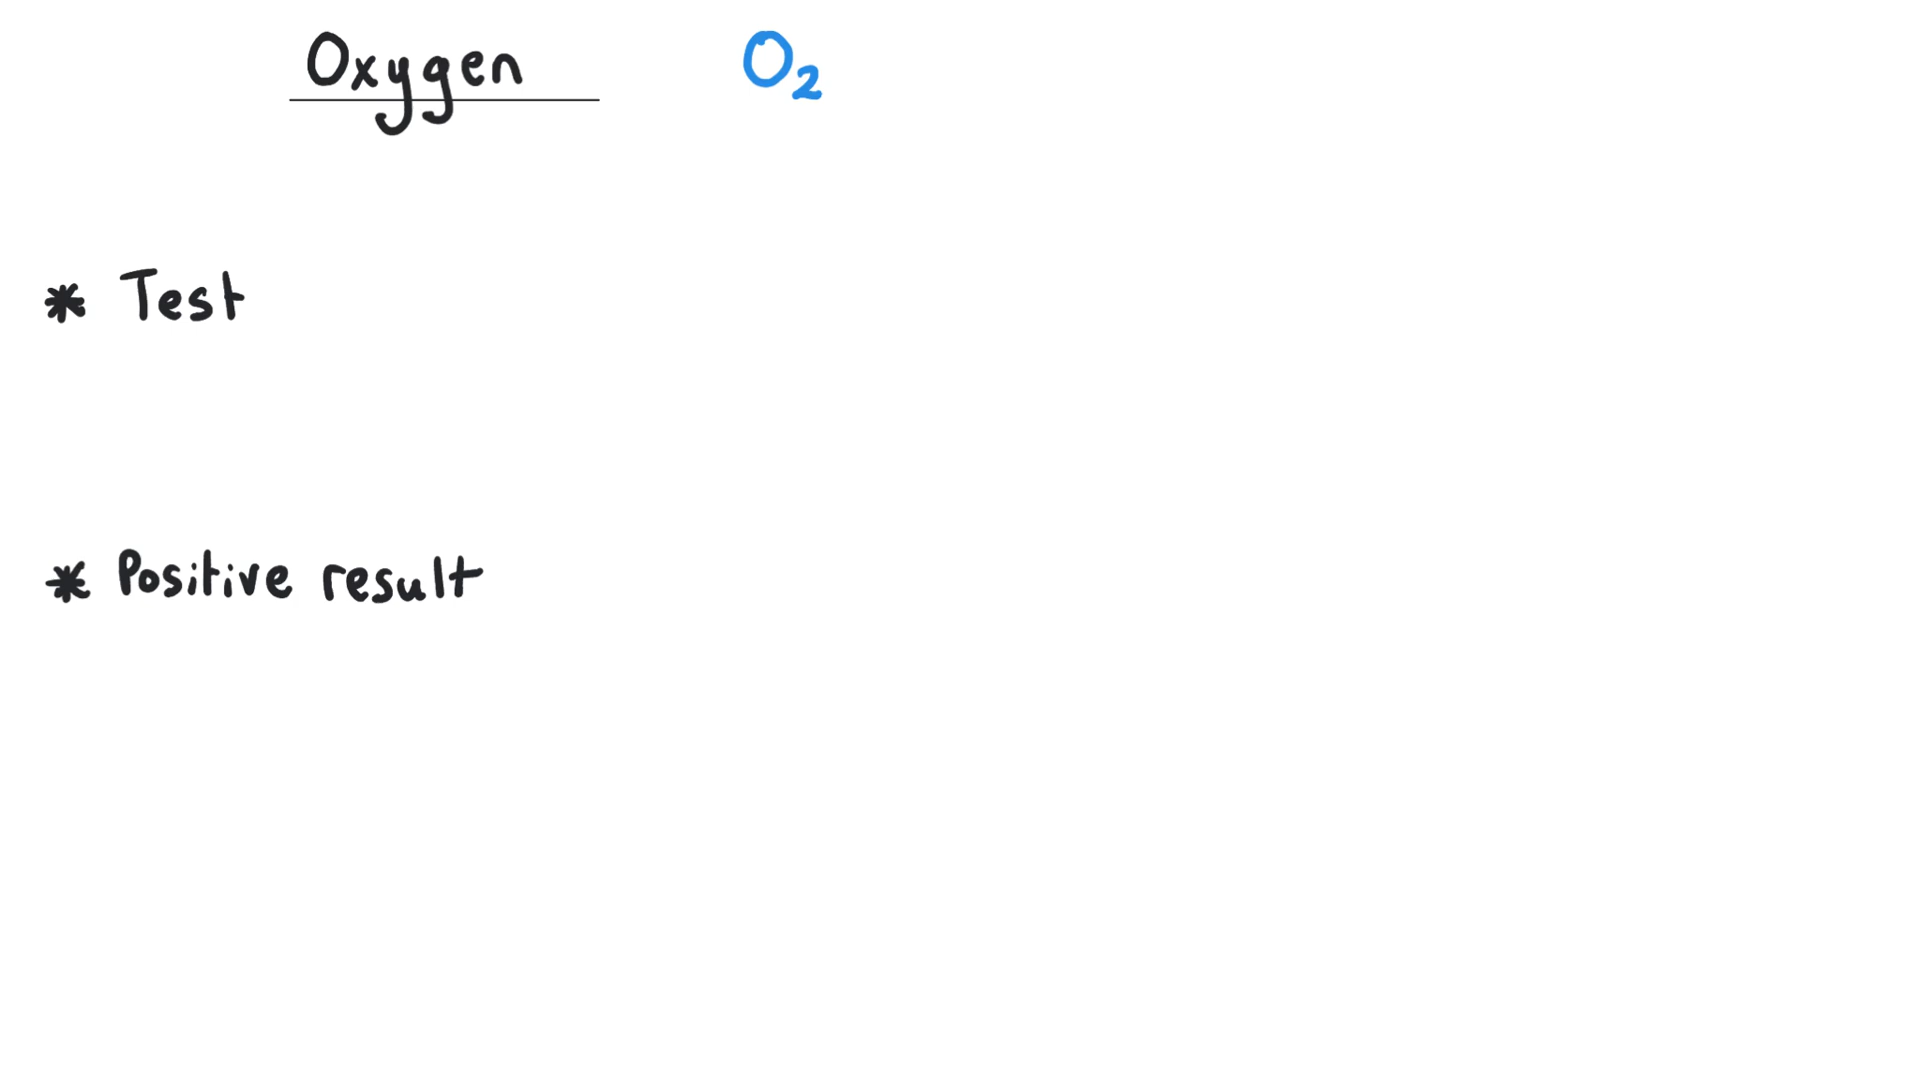 Oxygen O₂
* Test
* Positive result